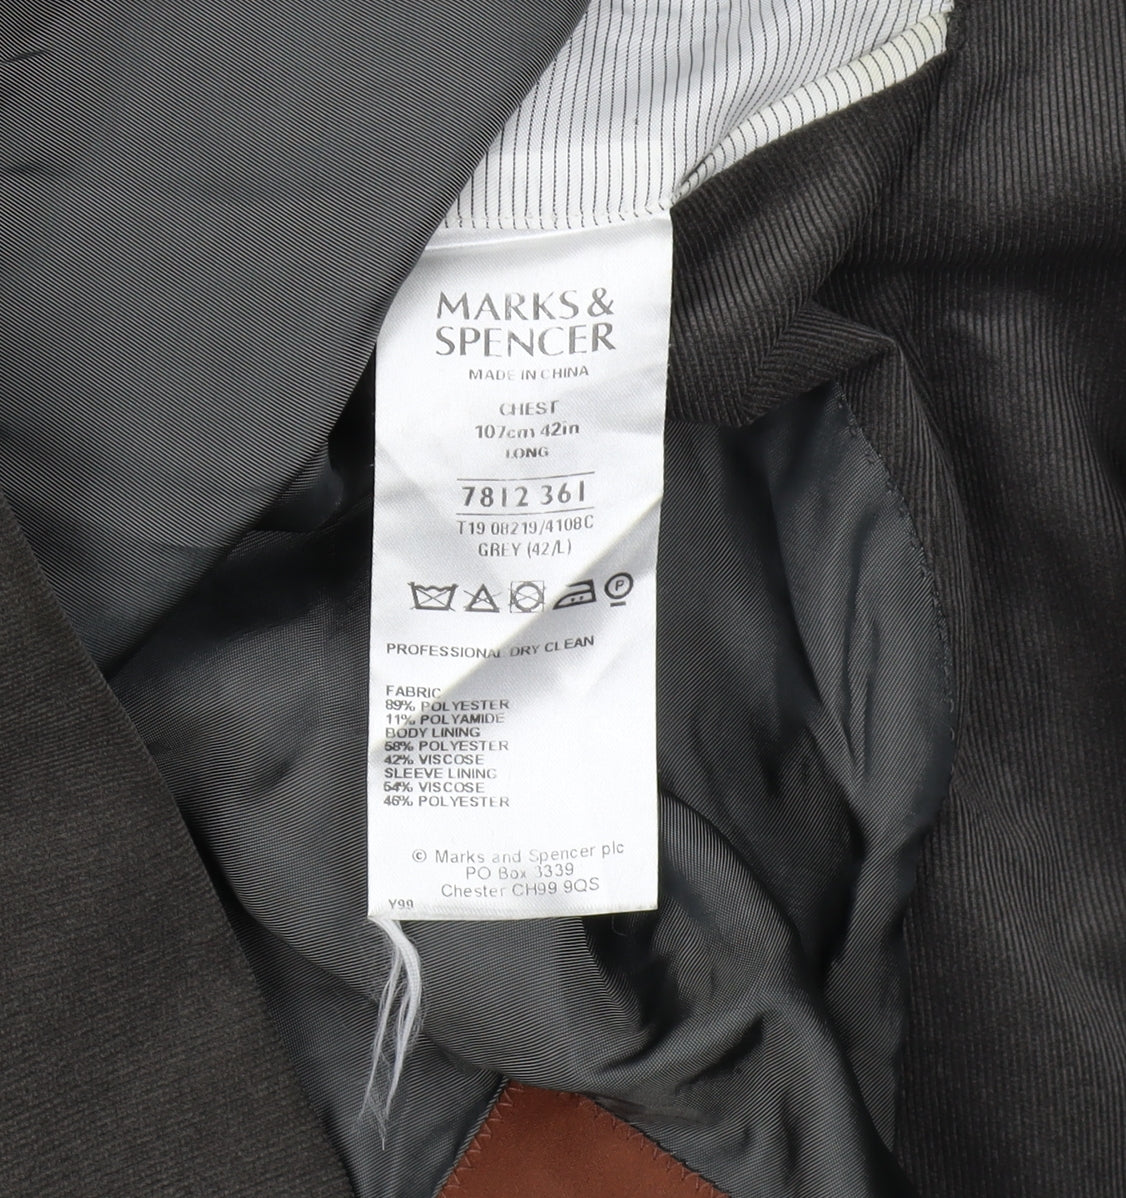 MARKS &
SPENCER
MADE IN CHINA
CHEST
107cm 42in
LONG
7812 361
T19 08219/4108C
GREY (42/L)
P
PROFESSIONAL DRY CLEAN
FABRIC
89% POLYESTER
11% POLYAMIDE
BODY LINING
58% POLYESTER
42% VISCOSE
SLEEVE LINING
54% VISCOSE
46% POLYESTER
© Marks and Spencer plc
PO Box 3339
Chester CH99 9QS
Y99